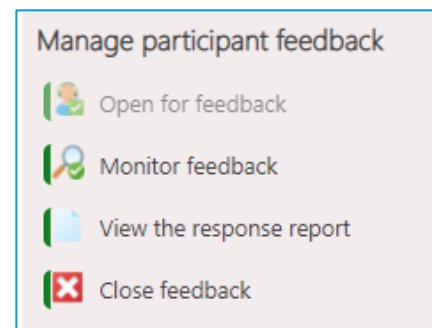 Manage participant feedback
Open for feedback
Monitor feedback
View the response report
Close feedback